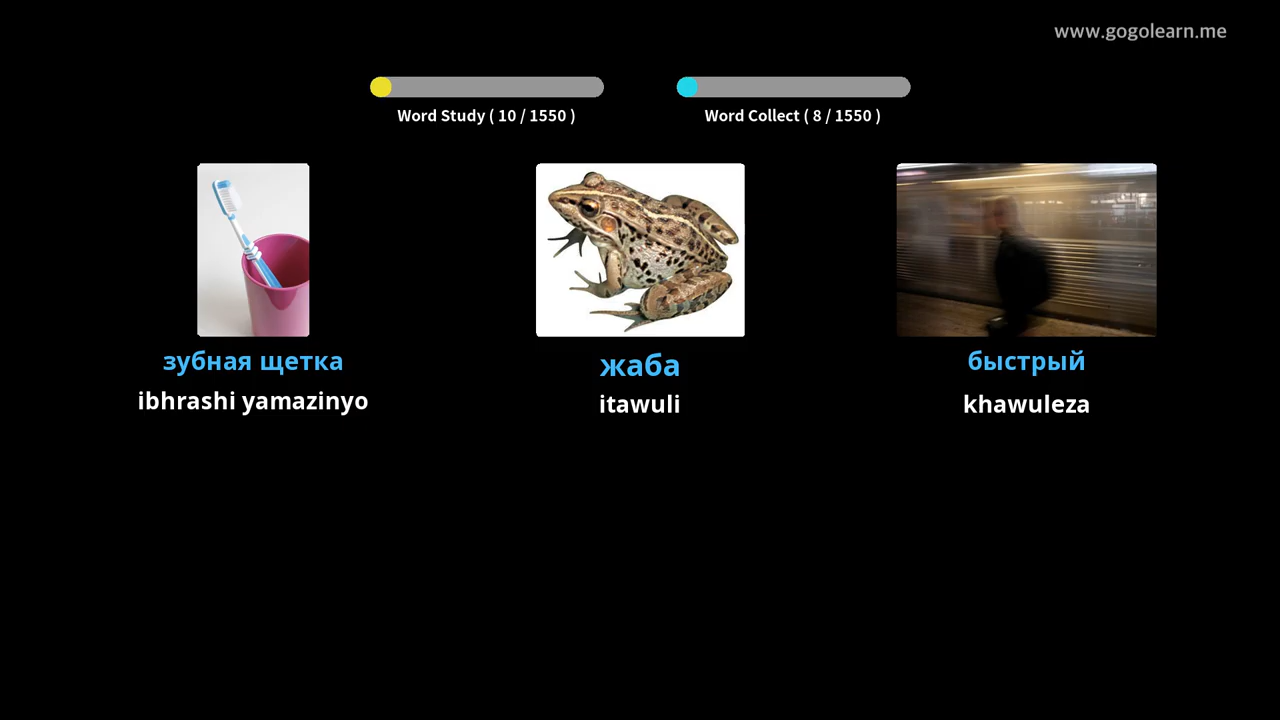 www.gogolearn.me
Word Study ( 10 / 1550 )
Word Collect ( 8 / 1550 )
зубная щетка
ibhrashi yamazinyo
жаба
itawuli
быстрый
khawuleza